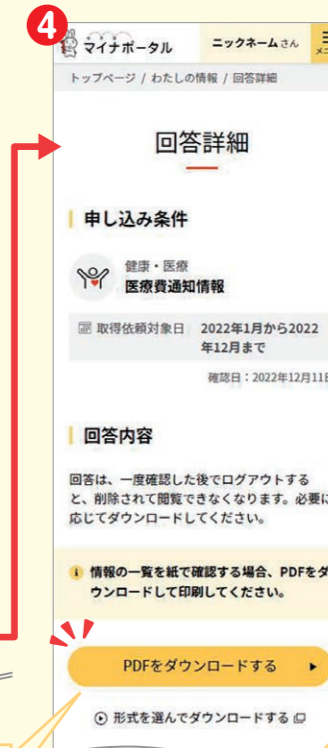 4
マイナポータル
ニックネームさん
トップページ / わたしの情報 / 回答詳細
回答詳細
申し込み条件
健康・医療
医療費通知情報
取得依頼対象日 2022年1月から2022
年12月まで
確認日：2022年12月11日
回答内容
回答は、一度確認した後でログアウトする
と、削除されて閲覧できなくなります。必要に
応じてダウンロードしてください。
情報の一覧を紙で確認する場合、PDFをダ
ウンロードして印刷してください。
PDFをダウンロードする
形式を選んでダウンロードする